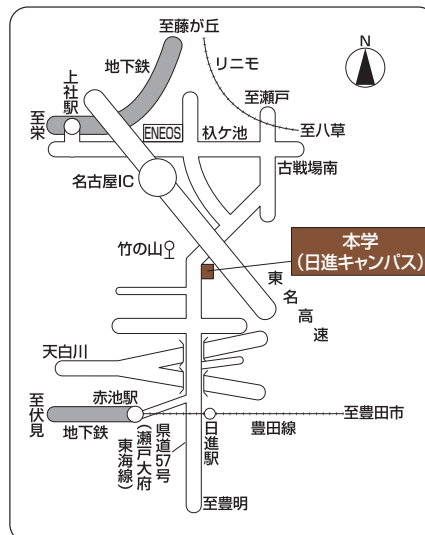 至藤が丘
地下鉄
リニモ
N
上社駅
至瀬戸
至栄
ENEOS
杁ケ池
至八草
古戦場南
名古屋IC
竹の山
本学
(日進キャンパス)
東名高速
天白川
赤池駅
至伏見
地下鉄
県道57号
(瀬戸大府
東海線)
日進駅
豊田線
至豊田市
至豊明